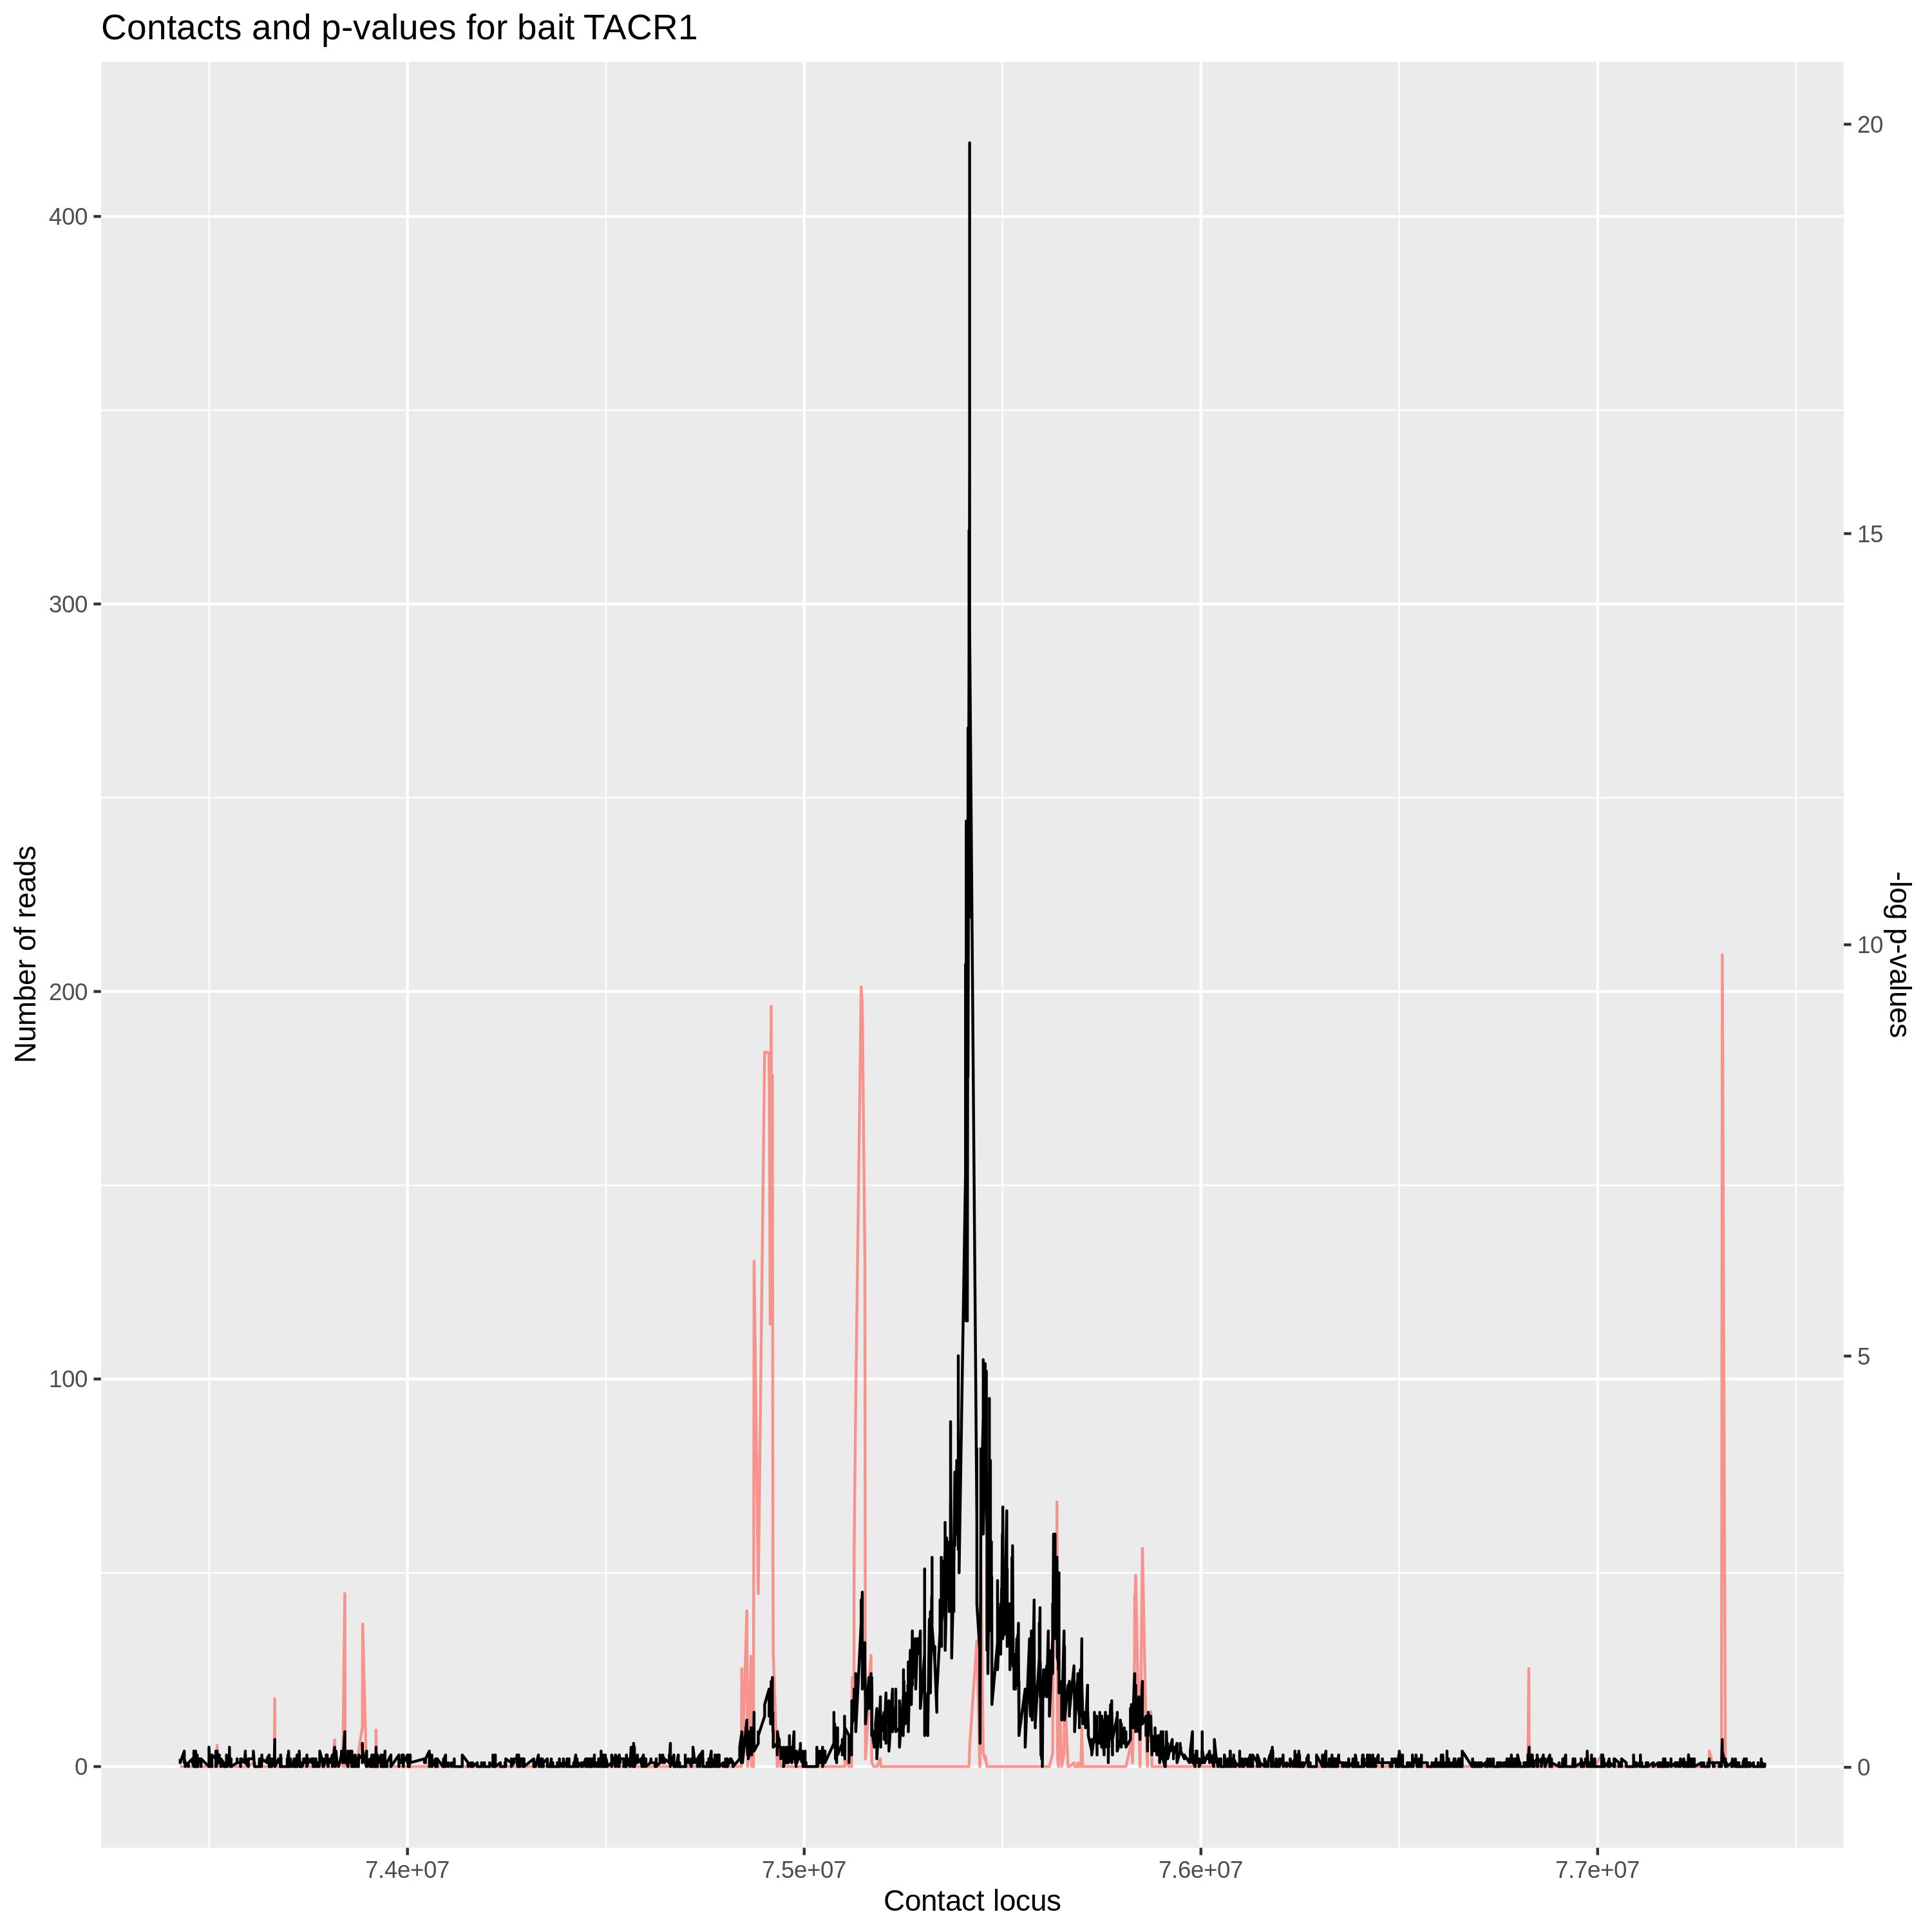 Contacts and p-values for bait TACR1
Number of reads
400
300
200
100
0
20
15
10
5
0
-log p-values
7.4e+07
7.5e+07
7.6e+07
7.7e+07
Contact locus